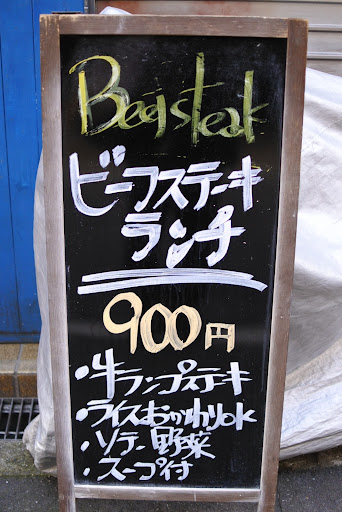 Beefsteak
ビーフステーキ
ランチ
900円
・牛ランプステキ
・ライスおかわりok
・ソテー野菜
・スープ付